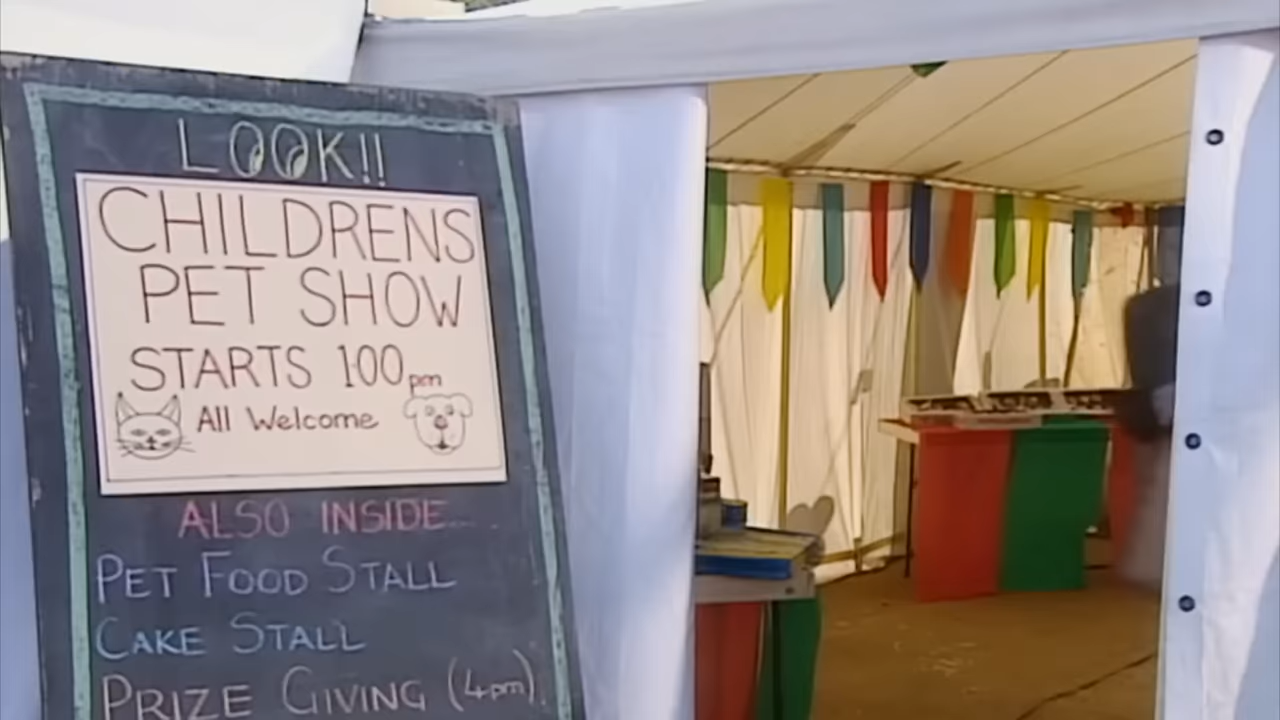 LOOK!!
CHILDRENS
PET SHOW
STARTS 1.00 pm
All Welcome
ALSO INSIDE
PET FOOD STALL
CAKE STALL
PRIZE GIVING (4pm)